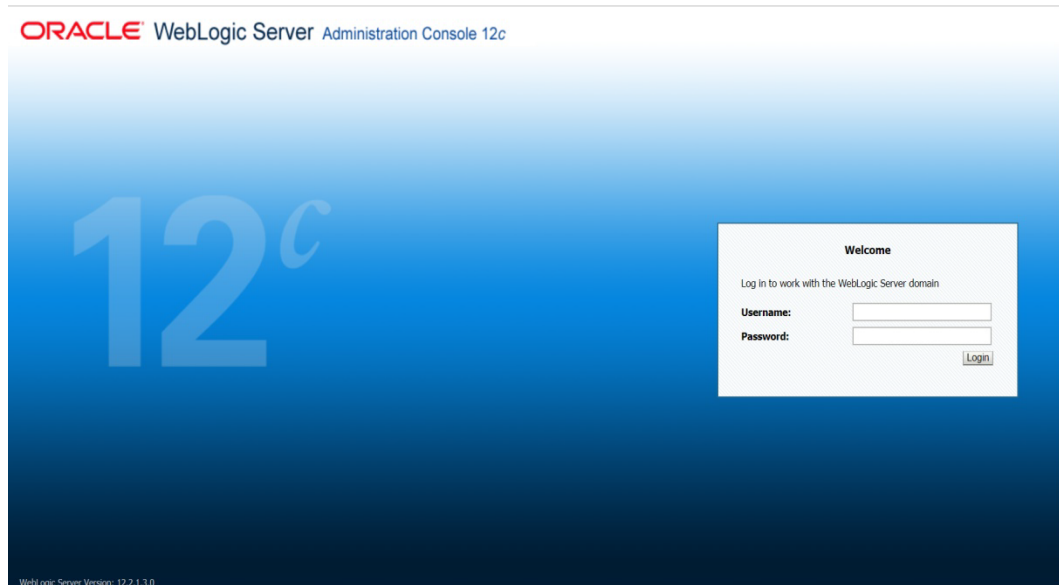 ORACLE WebLogic Server Administration Console 12c
12c
Welcome
Log in to work with the WebLogic Server domain
Username:
Password:
Login
WebLogic Server Version: 12.2.1.3.0